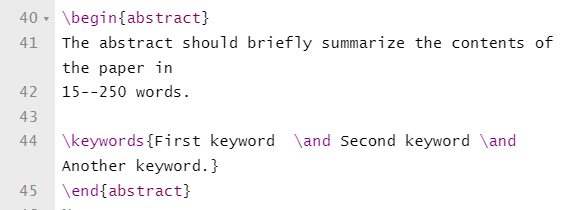 40 \begin{abstract}
41 The abstract should briefly summarize the contents of
the paper in
42 15--250 words.
43
44 \keywords{First keyword  \and Second keyword \and
Another keyword.}
45 \end{abstract}